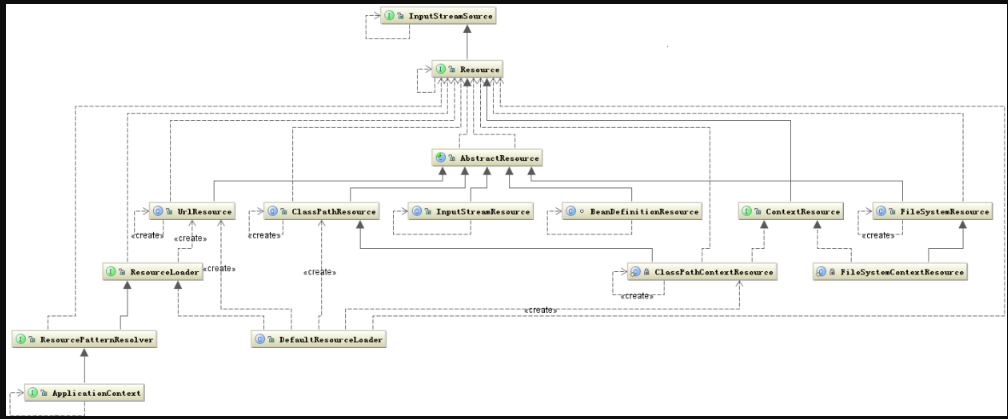 InputStreamSource
Resource
AbstractResource
UrlResource
ClassPathResource
InputStreamResource
BeanDefinitionResource
ContextResource
FileSystemResource
«create»
«create»
«create»
«create»
ResourceLoader
«create»
«create»
ClassPathContextResource
FileSystemContextResource
«create»
«create»
ResourcePatternResolver
DefaultResourceLoader
ApplicationContext